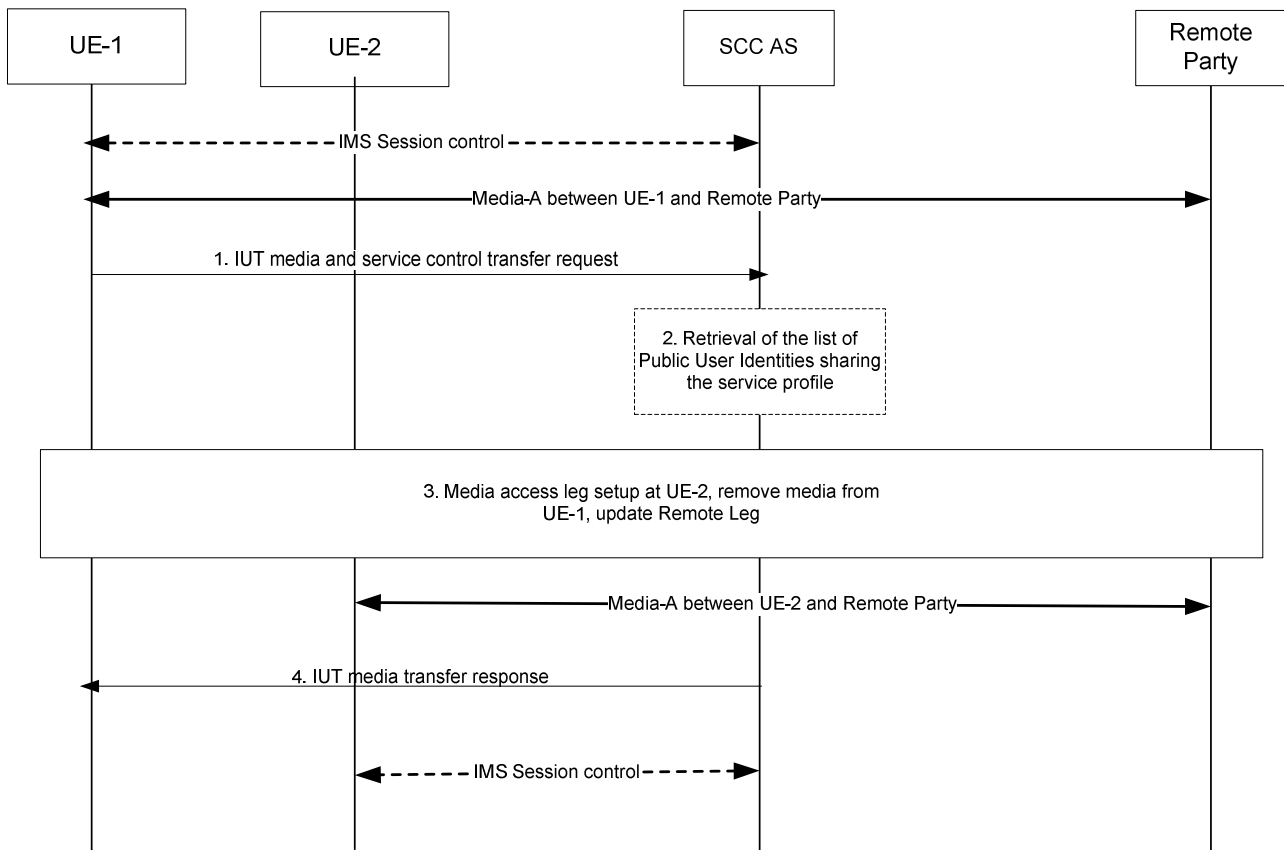 UE-1
UE-2
SCC AS
Remote
Party
IMS Session control
Media-A between UE-1 and Remote Party
1. IUT media and service control transfer request
2. Retrieval of the list of
Public User Identities sharing
the service profile
3. Media access leg setup at UE-2, remove media from
UE-1, update Remote Leg
Media-A between UE-2 and Remote Party
4. IUT media transfer response
IMS Session control